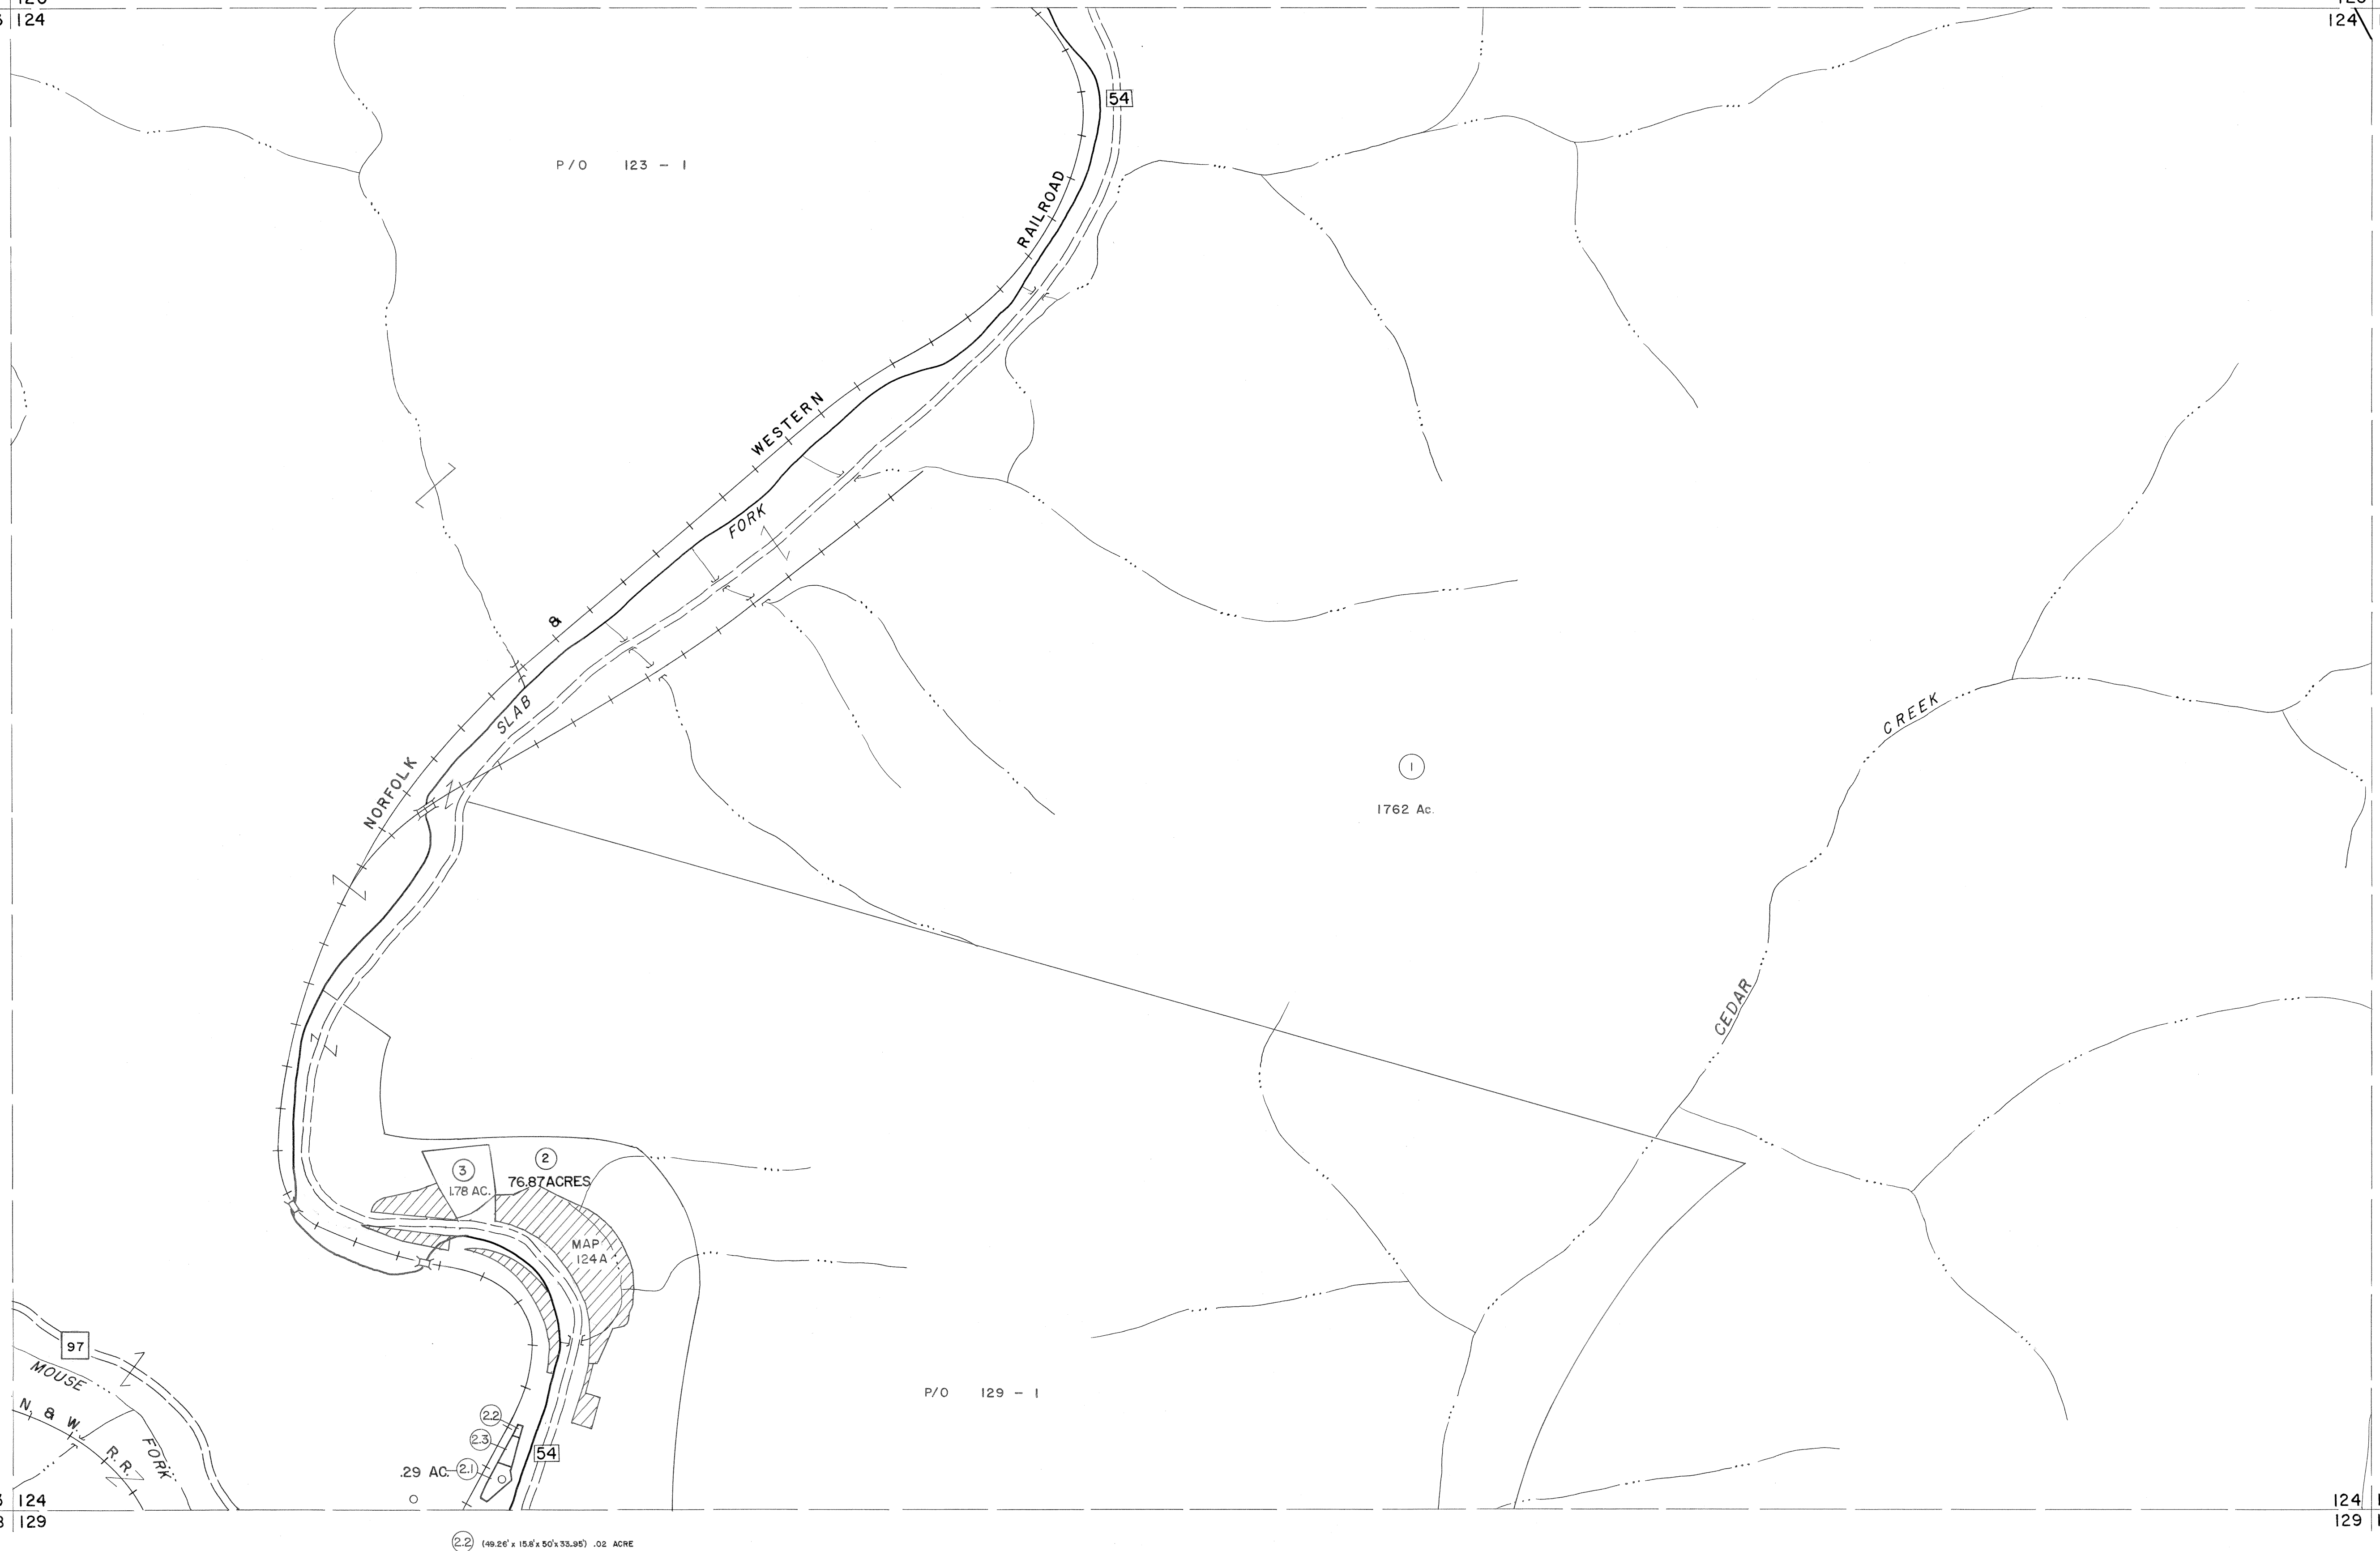 124
124
54
P/O 123 - 1
RAILROAD
WESTERN
FORK
&
SLAB
CREEK
NORFOLK
1
1762 Ac.
CEDAR
2
3
76.87 ACRES
1.78 AC.
MAP
124A
97
MOUSE
P/O 129 - 1
N. & W.
R. R.
FORK
2.2
2.3
54
.29 AC. 2.1
124
124
129
129
2.2 (49.26' x 15.8' x 50' x 33.95') .02 ACRE